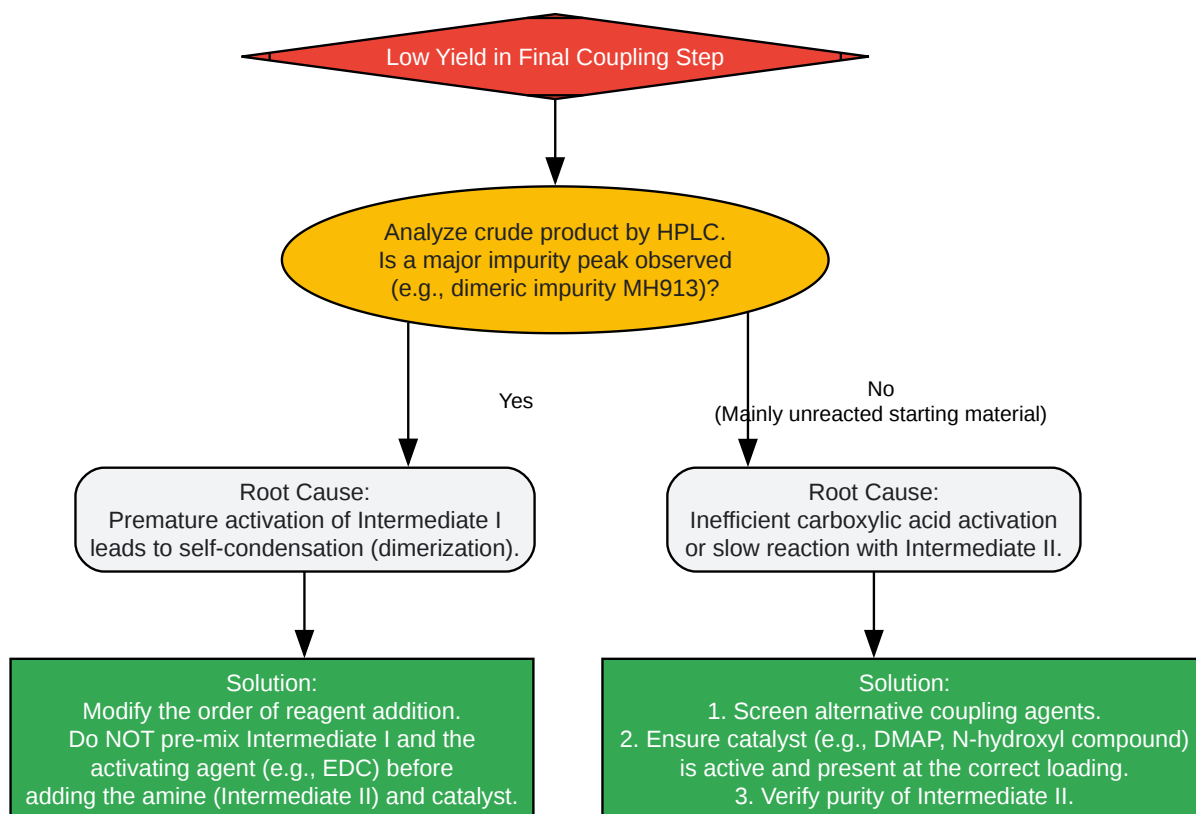 Low Yield in Final Coupling Step
Analyze crude product by HPLC.
Is a major impurity peak observed
(e.g., dimeric impurity MH913)?
Yes
No
(Mainly unreacted starting material)
Root Cause:
Premature activation of Intermediate I
leads to self-condensation (dimerization).
Root Cause:
Inefficient carboxylic acid activation
or slow reaction with Intermediate II.
Solution:
Modify the order of reagent addition.
Do NOT pre-mix Intermediate I and the
activating agent (e.g., EDC) before
adding the amine (Intermediate II) and catalyst.
Solution:
1. Screen alternative coupling agents.
2. Ensure catalyst (e.g., DMAP, N-hydroxyl compound)
is active and present at the correct loading.
3. Verify purity of Intermediate II.